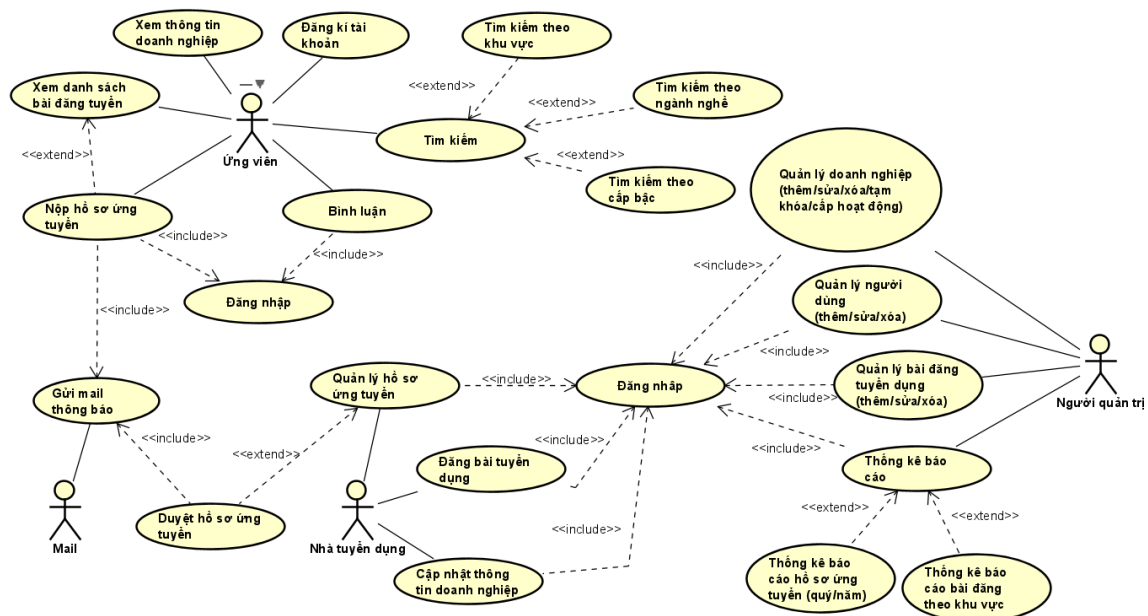 Xem thông tin
doanh nghiệp
Đăng kí tài
khoản
Tìm kiếm theo
khu vực
Xem danh sách
bài đăng tuyển
<<extend>>
Tìm kiếm theo
ngành nghề
<<extend>>
Tìm kiếm
<<extend>>
Ứng viên
<<extend>>
Tìm kiếm theo
cấp bậc
Quản lý doanh nghiệp
(thêm/sửa/xóa/tạm
khóa/cấp hoạt động)
Nộp hồ sơ ứng
tuyển
Bình luận
<<include>>
<<include>>
Đăng nhập
<<include>>
<<include>>
Quản lý người
dùng
(thêm/sửa/xóa)
<<include>>
Gửi mail
thông báo
Quản lý hồ sơ
ứng tuyển
<<include>>
Đăng nhâp
Quản lý bài đăng
tuyển dụng
(thêm/sửa/xóa)
<<include>>
Người quản trị
<<include>>
<<extend>>
<<include>>
<<include>>
Đăng bài tuyển
dụng
Thống kê báo
cáo
Mail
Duyệt hồ sơ ứng
tuyển
Nhà tuyển dụng
<<include>>
<<extend>>
<<extend>>
Cập nhật thông
tin doanh nghiệp
Thống kê báo
cáo hồ sơ ứng
tuyển (quý/năm)
Thống kê báo
cáo bài đăng
theo khu vực